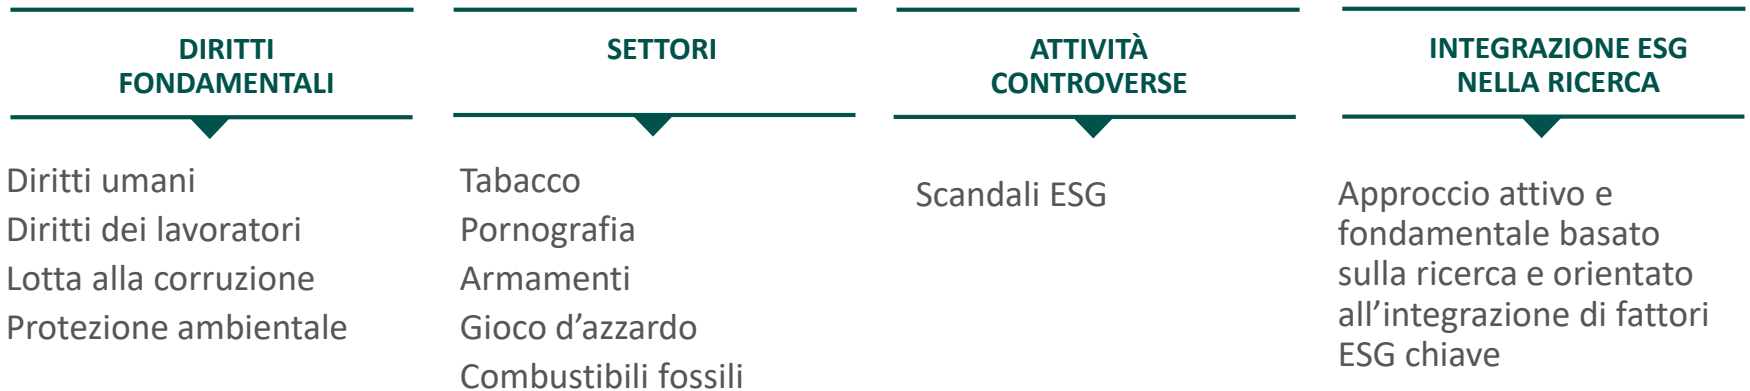 DIRITTI
FONDAMENTALI
Diritti umani
Diritti dei lavoratori
Lotta alla corruzione
Protezione ambientale
SETTORI
Tabacco
Pornografia
Armamenti
Gioco d’azzardo
Combustibili fossili
ATTIVITÀ
CONTROVERSE
Scandali ESG
INTEGRAZIONE ESG
NELLA RICERCA
Approccio attivo e
fondamentale basato
sulla ricerca e orientato
all’integrazione di fattori
ESG chiave